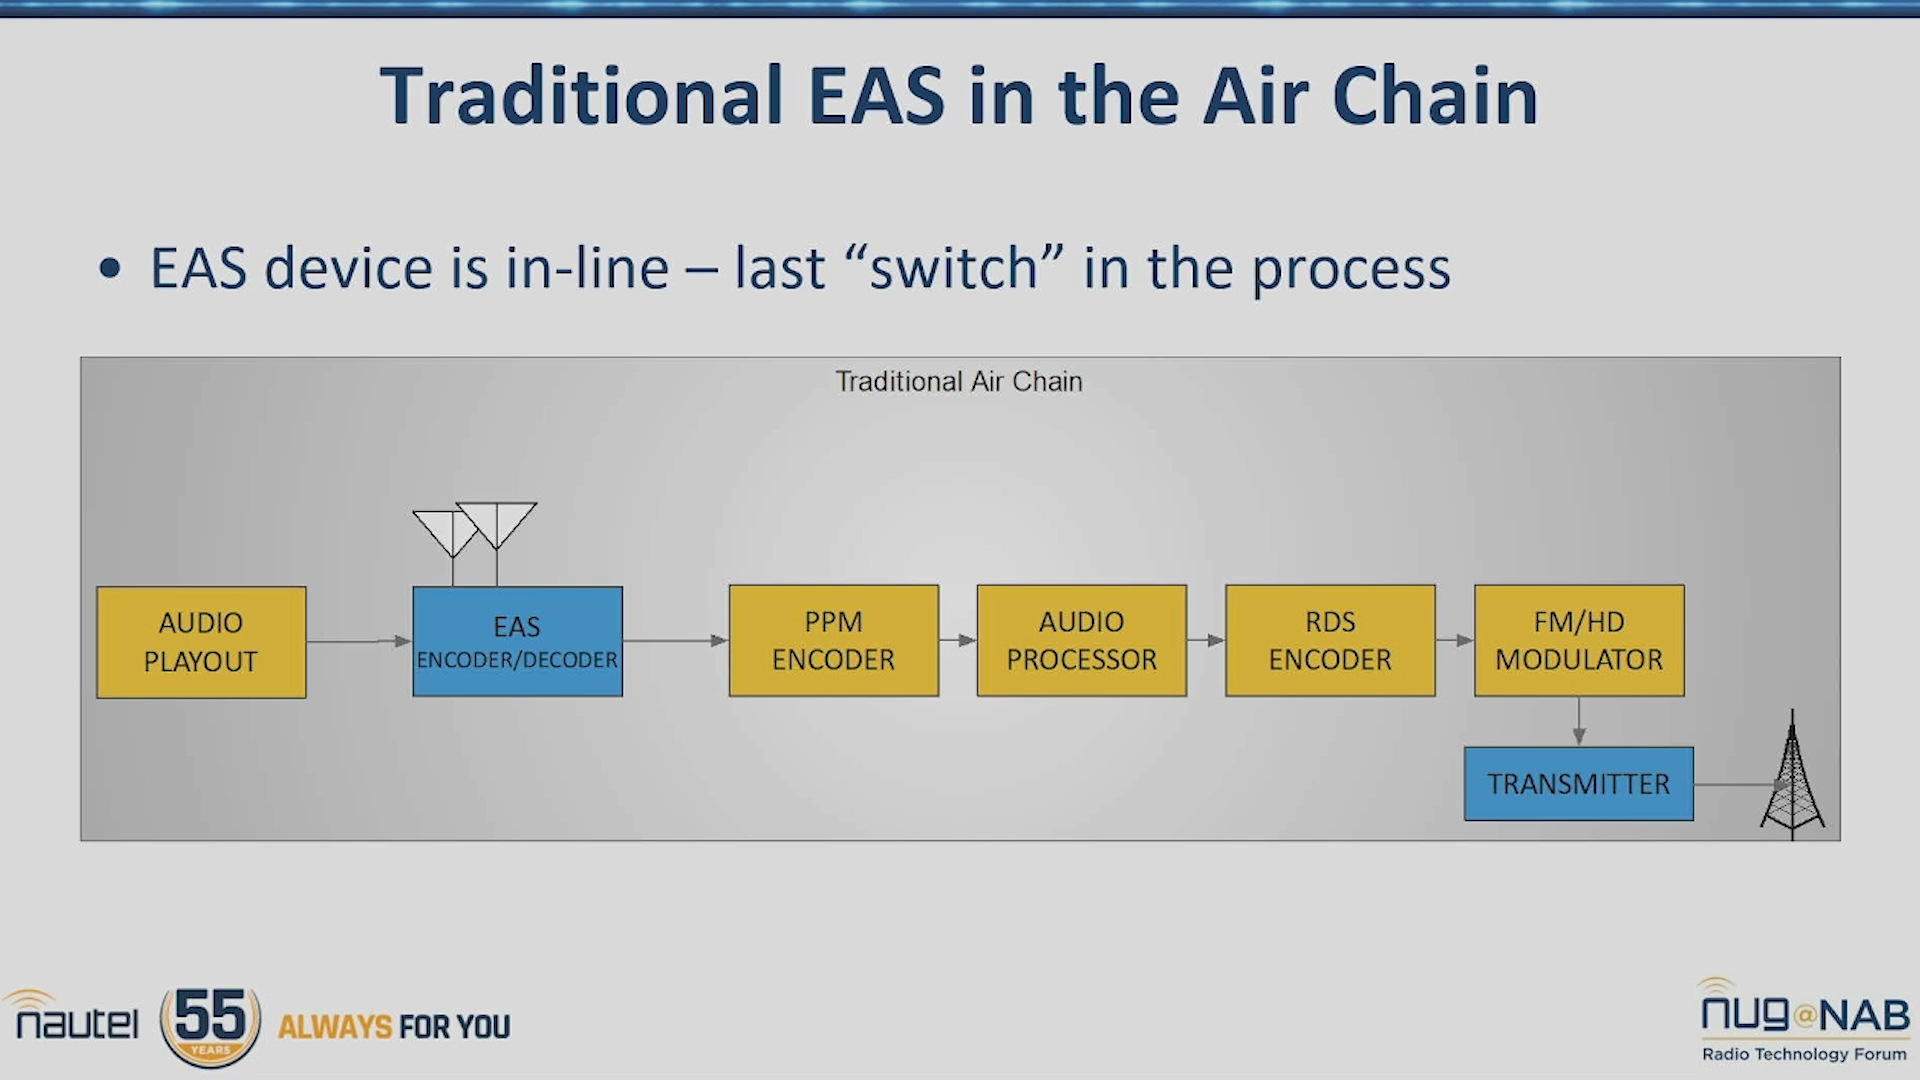 Traditional EAS in the Air Chain
• EAS device is in-line – last “switch” in the process
Traditional Air Chain
AUDIO
PLAYOUT
EAS
ENCODER/DECODER
PPM
ENCODER
AUDIO
PROCESSOR
RDS
ENCODER
FM/HD
MODULATOR
TRANSMITTER
nautel
55
YEARS
ALWAYS FOR YOU
nug@NAB
Radio Technology Forum